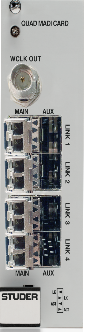 QUAD MADI CARD
WCLK OUT
MAIN AUX
LINK 1
LINK 2
LINK 3
LINK 4
MAIN AUX
STUDER